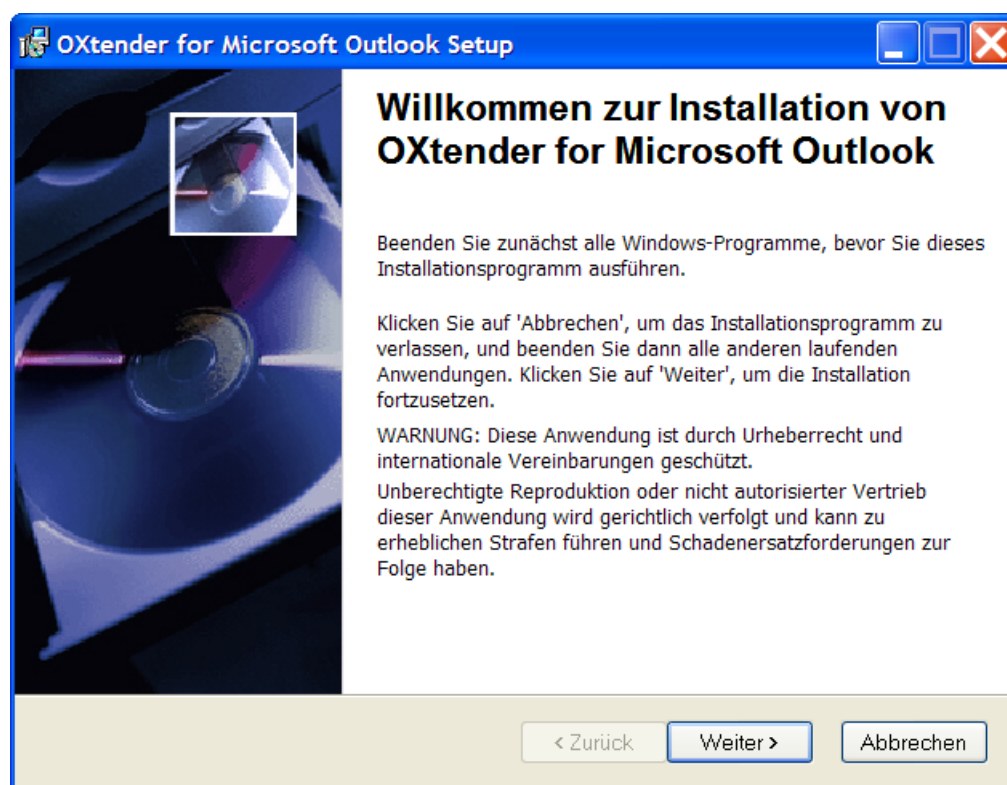 OXtender for Microsoft Outlook Setup
Willkommen zur Installation von
OXtender for Microsoft Outlook
Beenden Sie zunächst alle Windows-Programme, bevor Sie dieses
Installationsprogramm ausführen.
Klicken Sie auf 'Abbrechen', um das Installationsprogramm zu
verlassen, und beenden Sie dann alle anderen laufenden
Anwendungen. Klicken Sie auf 'Weiter', um die Installation
fortzusetzen.
WARNUNG: Diese Anwendung ist durch Urheberrecht und
internationale Vereinbarungen geschützt.
Unberechtigte Reproduktion oder nicht autorisierter Vertrieb
dieser Anwendung wird gerichtlich verfolgt und kann zu
erheblichen Strafen führen und Schadenersatzforderungen zur
Folge haben.
< Zurück Weiter > Abbrechen